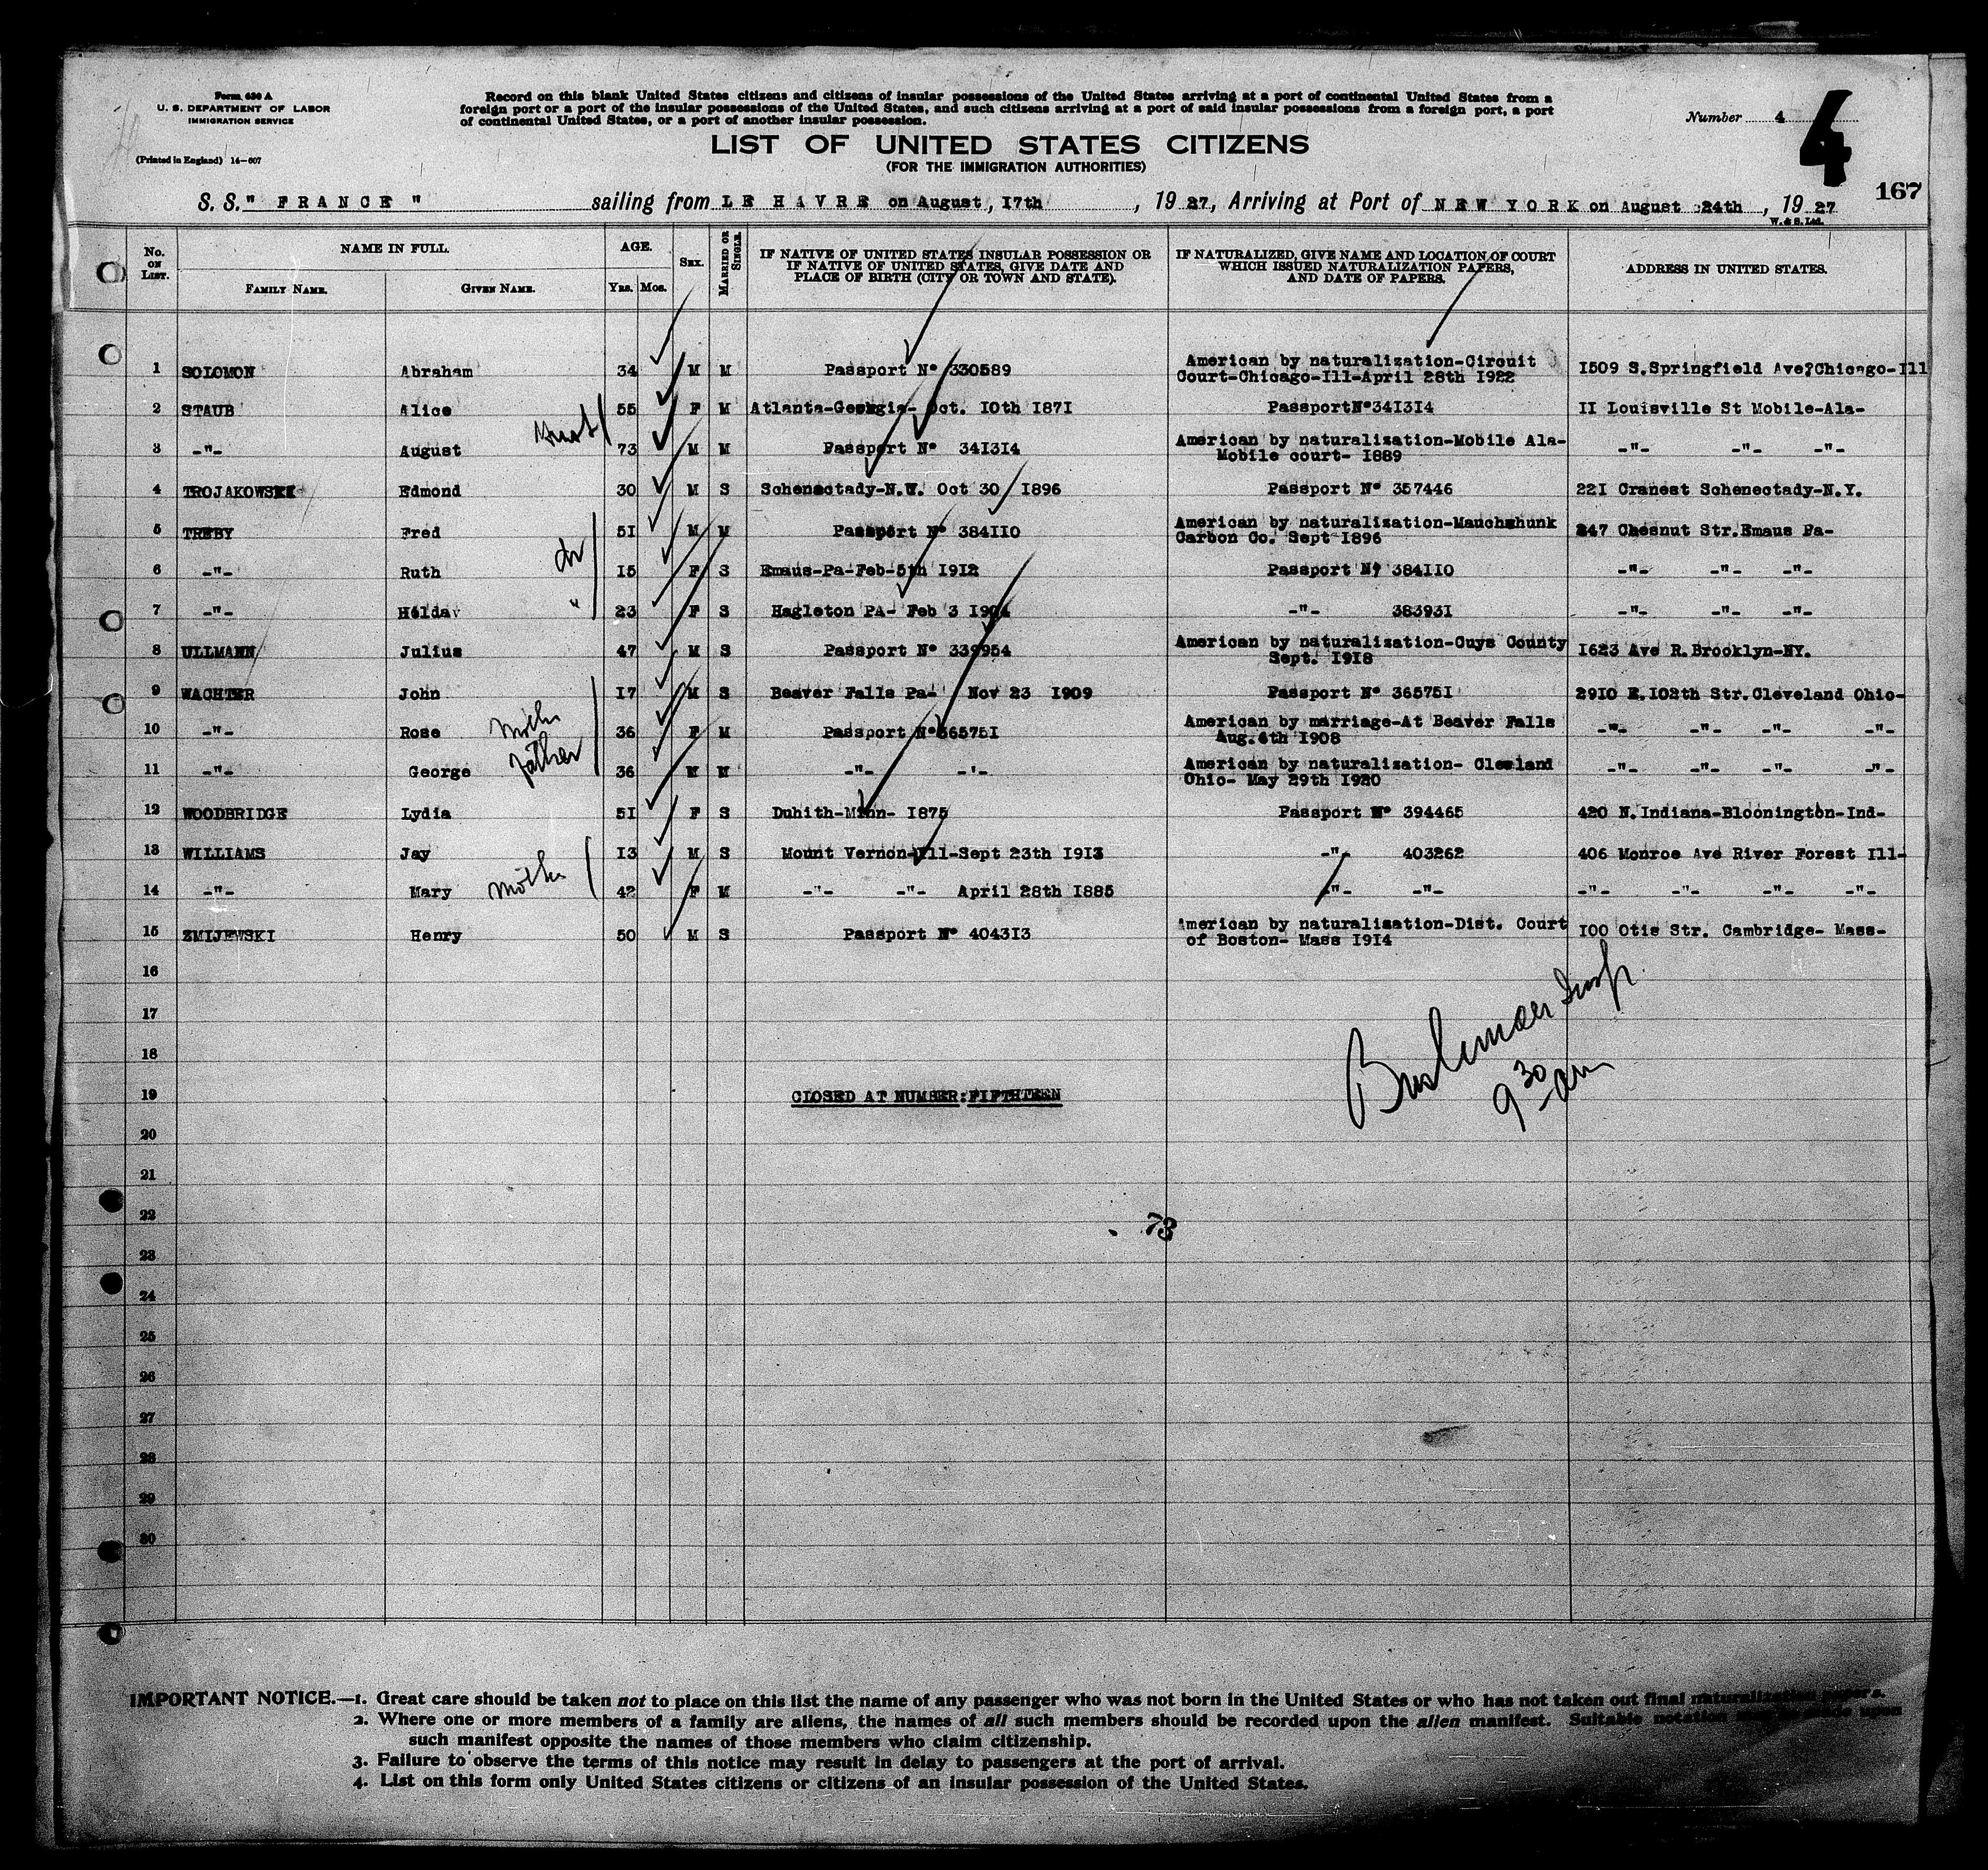 Form 630 A
U. S. DEPARTMENT OF LABOR
IMMIGRATION SERVICE
(Printed in England) 14—607
Record on this blank United States citizens and citizens of insular possessions of the United States arriving at a port of continental United States from a
foreign port or a port of the insular possessions of the United States, and such citizens arriving at a port of said insular possessions from a foreign port, a port
of continental United States, or a port of another insular possession.
LIST OF UNITED STATES CITIZENS
(FOR THE IMMIGRATION AUTHORITIES)
Number 4
4
167
S. S. " FRANCE " sailing from LE HAVRE on August, 17th, 19 27, Arriving at Port of NEW YORK on August 24th, 19 27
W. & S. Ltd.
No. ON LIST.
NAME IN FULL.
FAMILY NAME. GIVEN NAME.
AGE.
Yrs. Mos.
SEX.
MARRIED OR SINGLE.
IF NATIVE OF UNITED STATES INSULAR POSSESSION OR
IF NATIVE OF UNITED STATES, GIVE DATE AND
PLACE OF BIRTH (CITY OR TOWN AND STATE).
IF NATURALIZED, GIVE NAME AND LOCATION OF COURT
WHICH ISSUED NATURALIZATION PAPERS,
AND DATE OF PAPERS.
ADDRESS IN UNITED STATES.
1 SOLOMON Abraham 34 M M Passport N° 330589 American by naturalization-Circuit
Court-Chicago-Ill-April 28th 1922 1509 S.Springfield Ave?Chicago-Ill
2 STAUB Alice 55 F M Atlanta-Georgia- Oct. 10th 1871 PassportN°341314 II Louisville St Mobile-Ala-
3 -"- August 73 M M Passport N° 341314 American by naturalization-Mobile Ala-
Mobile court- 1889 -"- -"- -"-
4 TROJAKOWSKI Edmond 30 M S Schenectady-N.Y. Oct 30 1896 Passport N° 357446 221 Cranest Schenectady-N.Y.
5 TREBY Fred 51 M M Passport N° 384110 American by naturalization-Mauchshunk
Carbon Co. Sept 1896 247 Chesnut Str.Emaus Pa-
6 -"- Ruth 15 F S Emaus-Pa-Feb-5th 1912 Passport N° 384110 -"- -"- -"-
7 -"- Hilda 23 F S Hagleton PA- Feb 3 1904 -"- 383931 -"- -"- -"-
8 ULLMANN Julius 47 M S Passport N° 339954 American by naturalization-Cuya County
Sept. 1918 1623 Ave R.Brooklyn-NY.
9 WACHTER John 17 M S Beaver Falls Pa- Nov 23 1909 Passport N° 365751 2910 E.102th Str.Cleveland Ohio-
10 -"- Rose Mother 36 F M Passport N°365751 American by marriage-At Beaver Falls
Aug.4th 1908 -"- -"- -"- -"-
11 -"- George father 36 M M -"- -'- American by naturalization- Cleeland
Ohio- May 29th 1920 -"- -"- -"- -"-
12 WOODBRIDGE Lydia 51 F S Duhith-Minn- 1875 Passport N° 394465 420 N.Indiana-Bloonington-Ind-
13 WILLIAMS Jay 13 M S Mount Vernon-Ill-Sept 23th 1913 -"- 403262 406 Monroe Ave River Forest Ill-
14 -"- Mary Mother 42 F M -"- -"- April 28th 1885 -"- -"- -"- -"- -"- -"-
15 ZMIJEWSKI Henry 50 M S Passport N° 404313 American by naturalization-Dist. Court
of Boston- Mass 1914 100 Otis Str. Cambridge- Mass-
16
17
18
19 CLOSED AT NUMBER:FIFTHTEEN
9 30 am
20
21
22
73
23
24
25
26
27
28
29
30
IMPORTANT NOTICE.—1. Great care should be taken not to place on this list the name of any passenger who was not born in the United States or who has not taken out final naturalization papers.
2. Where one or more members of a family are aliens, the names of all such members should be recorded upon the alien manifest. Suitable notation may be made upon
such manifest opposite the names of those members who claim citizenship.
3. Failure to observe the terms of this notice may result in delay to passengers at the port of arrival.
4. List on this form only United States citizens or citizens of an insular possession of the United States.